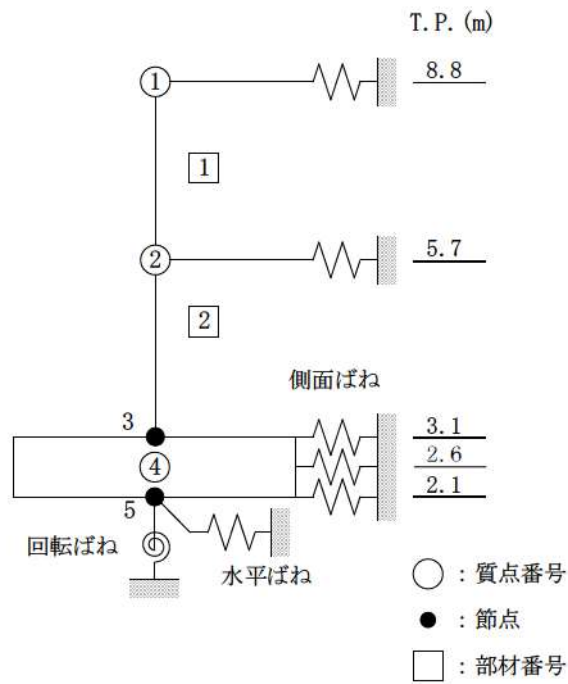 T.P.(m)
① 8.8
1
② 5.7
2
側面ばね
3 3.1
④ 2.6
5 2.1
回転ばね
水平ばね
○ : 質点番号
● : 節点
□ : 部材番号